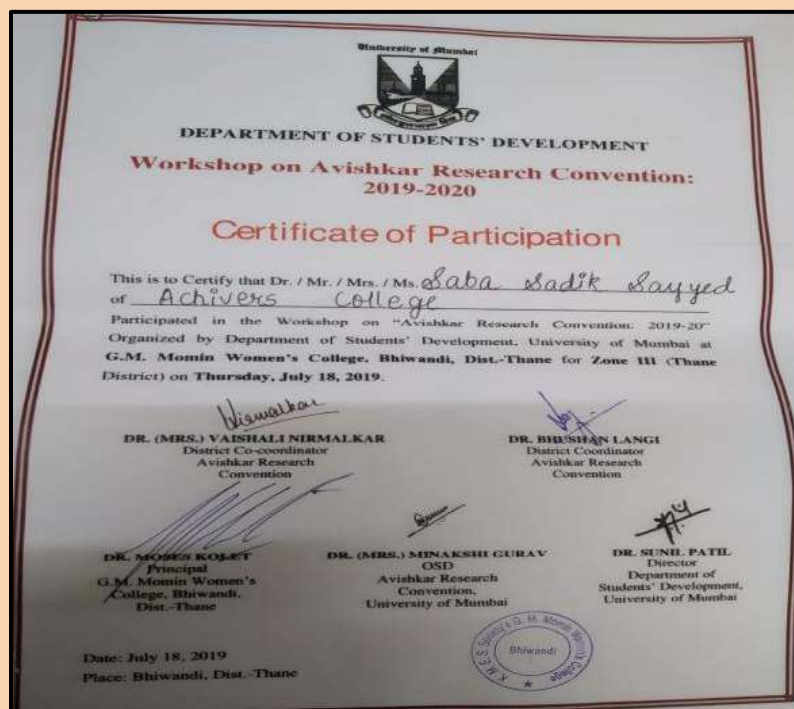 University of Mumbai
DEPARTMENT OF STUDENTS' DEVELOPMENT
Workshop on Avishkar Research Convention:
2019-2020
Certificate of Participation
This is to Certify that Dr. / Mr. / Mrs. / Ms. Saba Sadik Sayyed
of Achivers College
Participated in the Workshop on "Avishkar Research Convention: 2019-20"
Organized by Department of Students' Development, University of Mumbai at
G.M. Momin Women's College, Bhiwandi, Dist.-Thane for Zone III (Thane
District) on Thursday, July 18, 2019.
Nirmalkar
DR. (MRS.) VAISHALI NIRMALKAR
District Co-coordinator
Avishkar Research
Convention
DR. BHUSHAN LANGI
District Coordinator
Avishkar Research
Convention
DR. MOSES KOLET
Principal
G.M. Momin Women's
College, Bhiwandi,
Dist.-Thane
DR. (MRS.) MINAKSHI GURAV
OSD
Avishkar Research
Convention,
University of Mumbai
DR. SUNIL PATIL
Director
Department of
Students' Development,
University of Mumbai
K.M.E.S. Society's G. M. Momin Women's College
Bhiwandi
Date: July 18, 2019
Place: Bhiwandi, Dist.-Thane